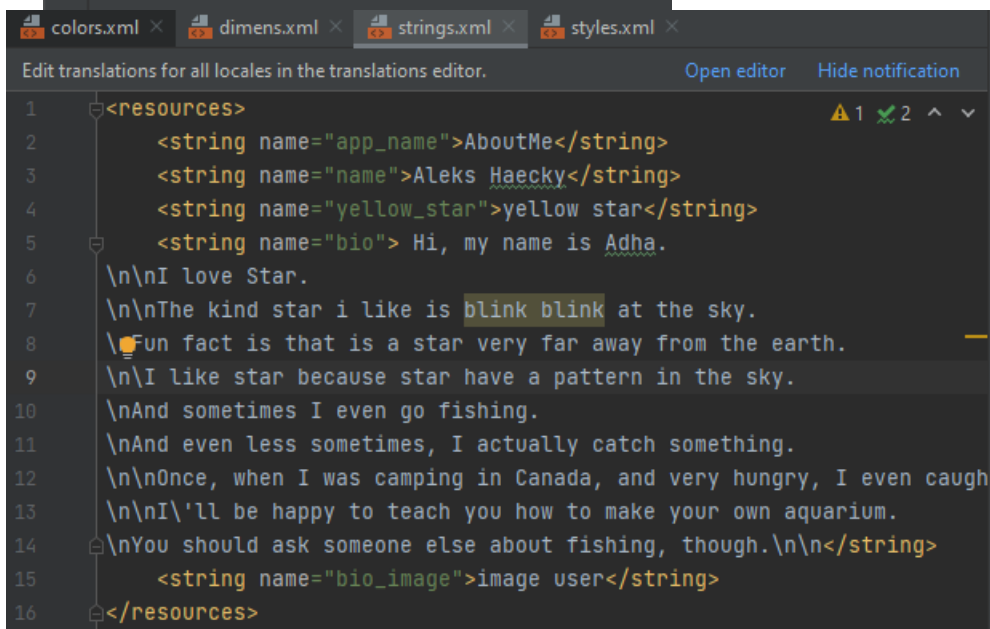 colors.xml dimens.xml strings.xml styles.xml
Edit translations for all locales in the translations editor. Open editor Hide notification
1 <resources> 1 2
2 <string name="app_name">AboutMe</string>
3 <string name="name">Aleks Haecky</string>
4 <string name="yellow_star">yellow star</string>
5 <string name="bio"> Hi, my name is Adha.
6 \n\nI love Star.
7 \n\nThe kind star i like is blink blink at the sky.
8 \ Fun fact is that is a star very far away from the earth.
9 \n\I like star because star have a pattern in the sky.
10 \nAnd sometimes I even go fishing.
11 \nAnd even less sometimes, I actually catch something.
12 \n\nOnce, when I was camping in Canada, and very hungry, I even caugh
13 \n\nI\'ll be happy to teach you how to make your own aquarium.
14 \nYou should ask someone else about fishing, though.\n\n</string>
15 <string name="bio_image">image user</string>
16 </resources>